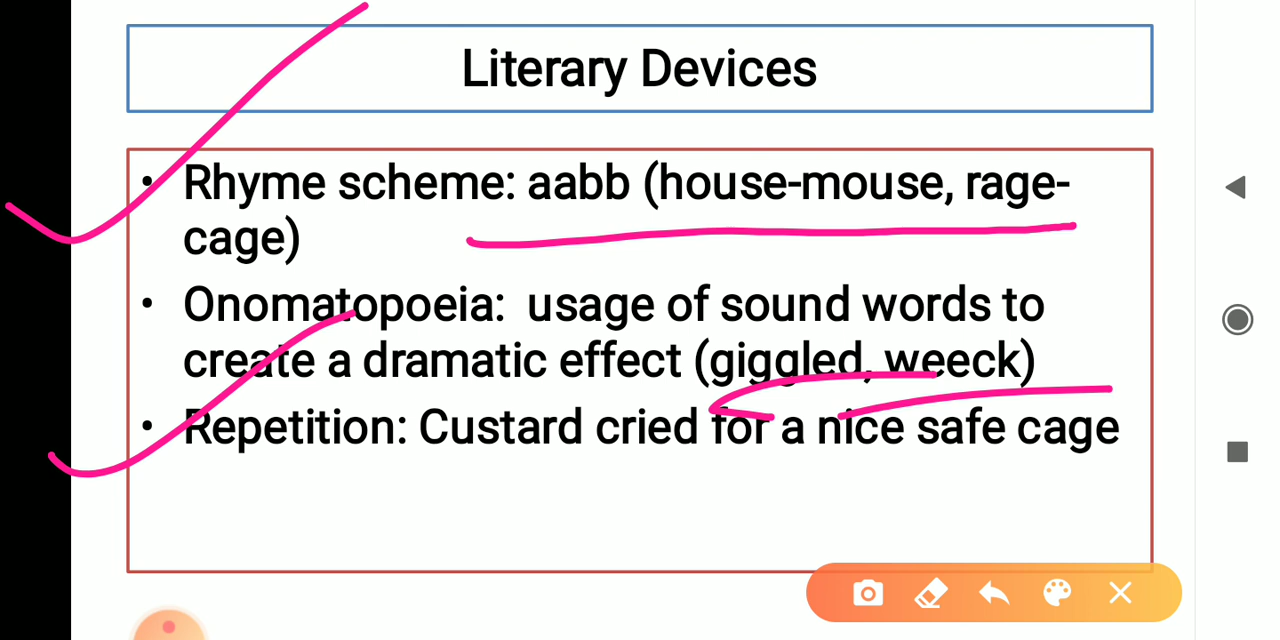 Literary Devices
• Rhyme scheme: aabb (house-mouse, rage-
cage)
• Onomatopoeia: usage of sound words to
create a dramatic effect (giggled, weeck)
• Repetition: Custard cried for a nice safe cage